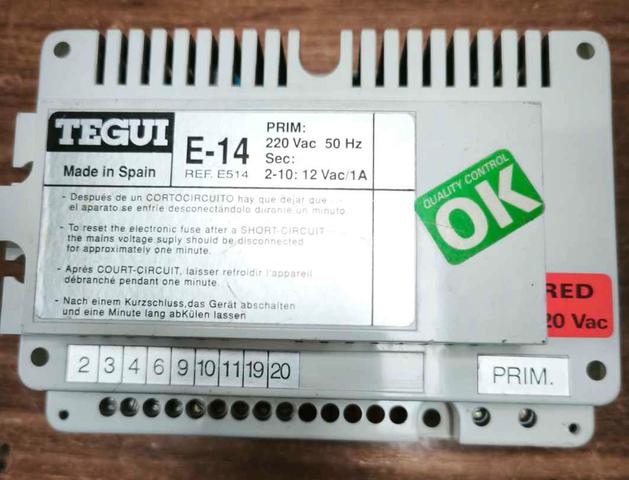 TEGUI
Made in Spain
E-14
REF. E514
PRIM:
220 Vac 50 Hz
Sec:
2-10: 12 Vac/1A
- Después de un CORTOCIRCUITO hay que dejar que
el aparato se enfríe desconectándolo durante un minuto.
- To reset the electronic fuse after a SHORT-CIRCUIT
the mains voltage suply should be disconnected
for approximately one minute.
- Après COURT-CIRCUIT, laisser refroidir l'appareil
débranché pendant one minute.
- Nach einem Kurzschluss,das Gerät abschalten
und eine Minute lang abKülen lassen
QUALITY CONTROL
OK
RED
20 Vac
2 3 4 6 9 10 11 19 20
PRIM.